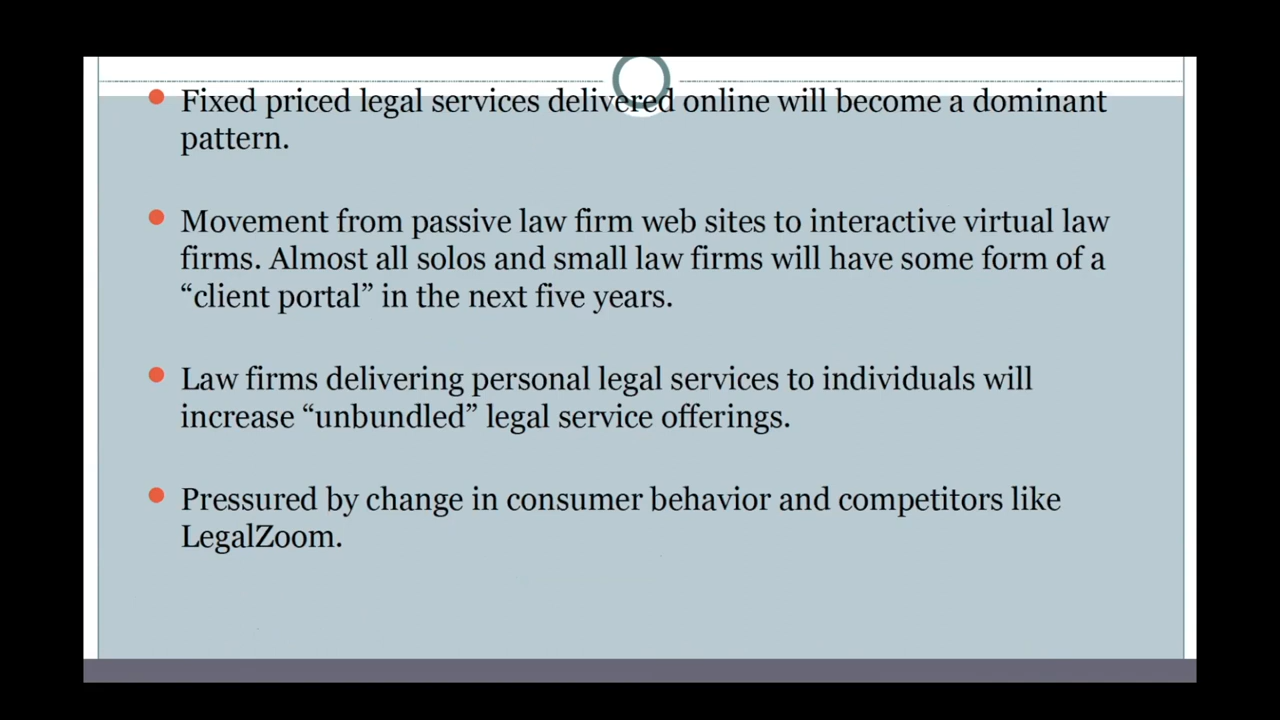 Fixed priced legal services delivered online will become a dominant
pattern.
Movement from passive law firm web sites to interactive virtual law
firms. Almost all solos and small law firms will have some form of a
“client portal” in the next five years.
Law firms delivering personal legal services to individuals will
increase “unbundled” legal service offerings.
Pressured by change in consumer behavior and competitors like
LegalZoom.